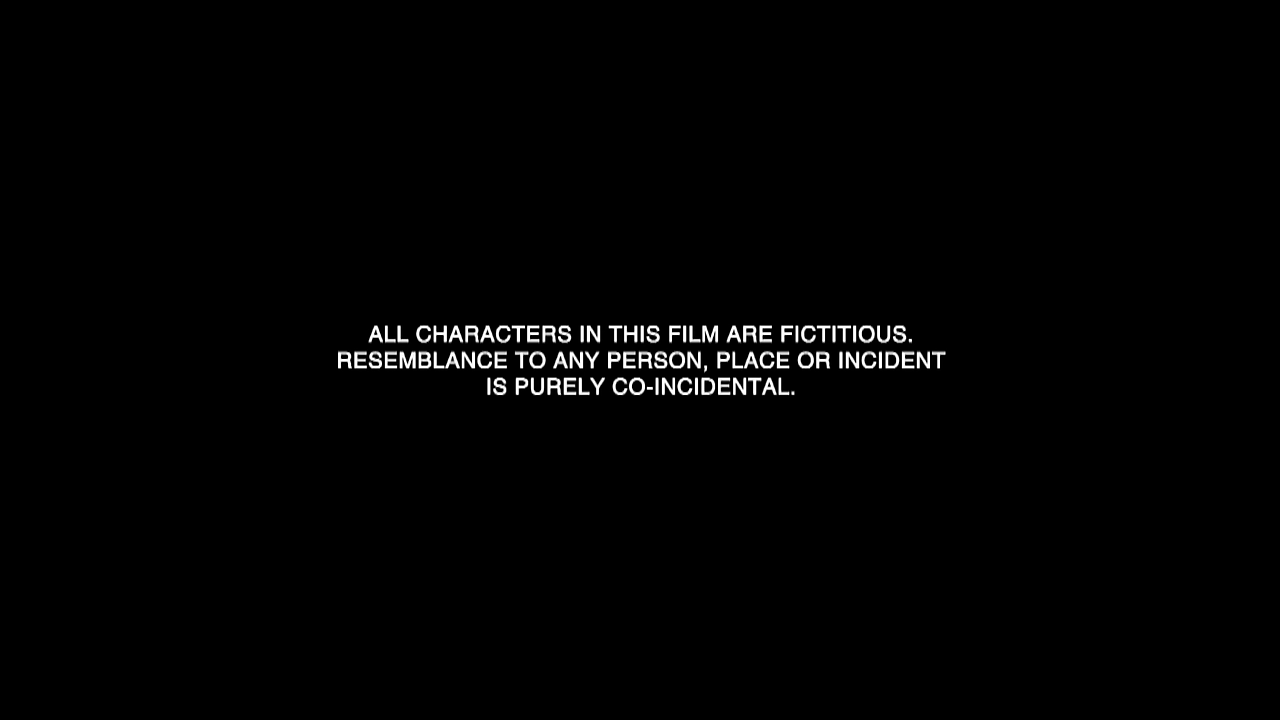 ALL CHARACTERS IN THIS FILM ARE FICTITIOUS.
RESEMBLANCE TO ANY PERSON, PLACE OR INCIDENT
IS PURELY CO-INCIDENTAL.